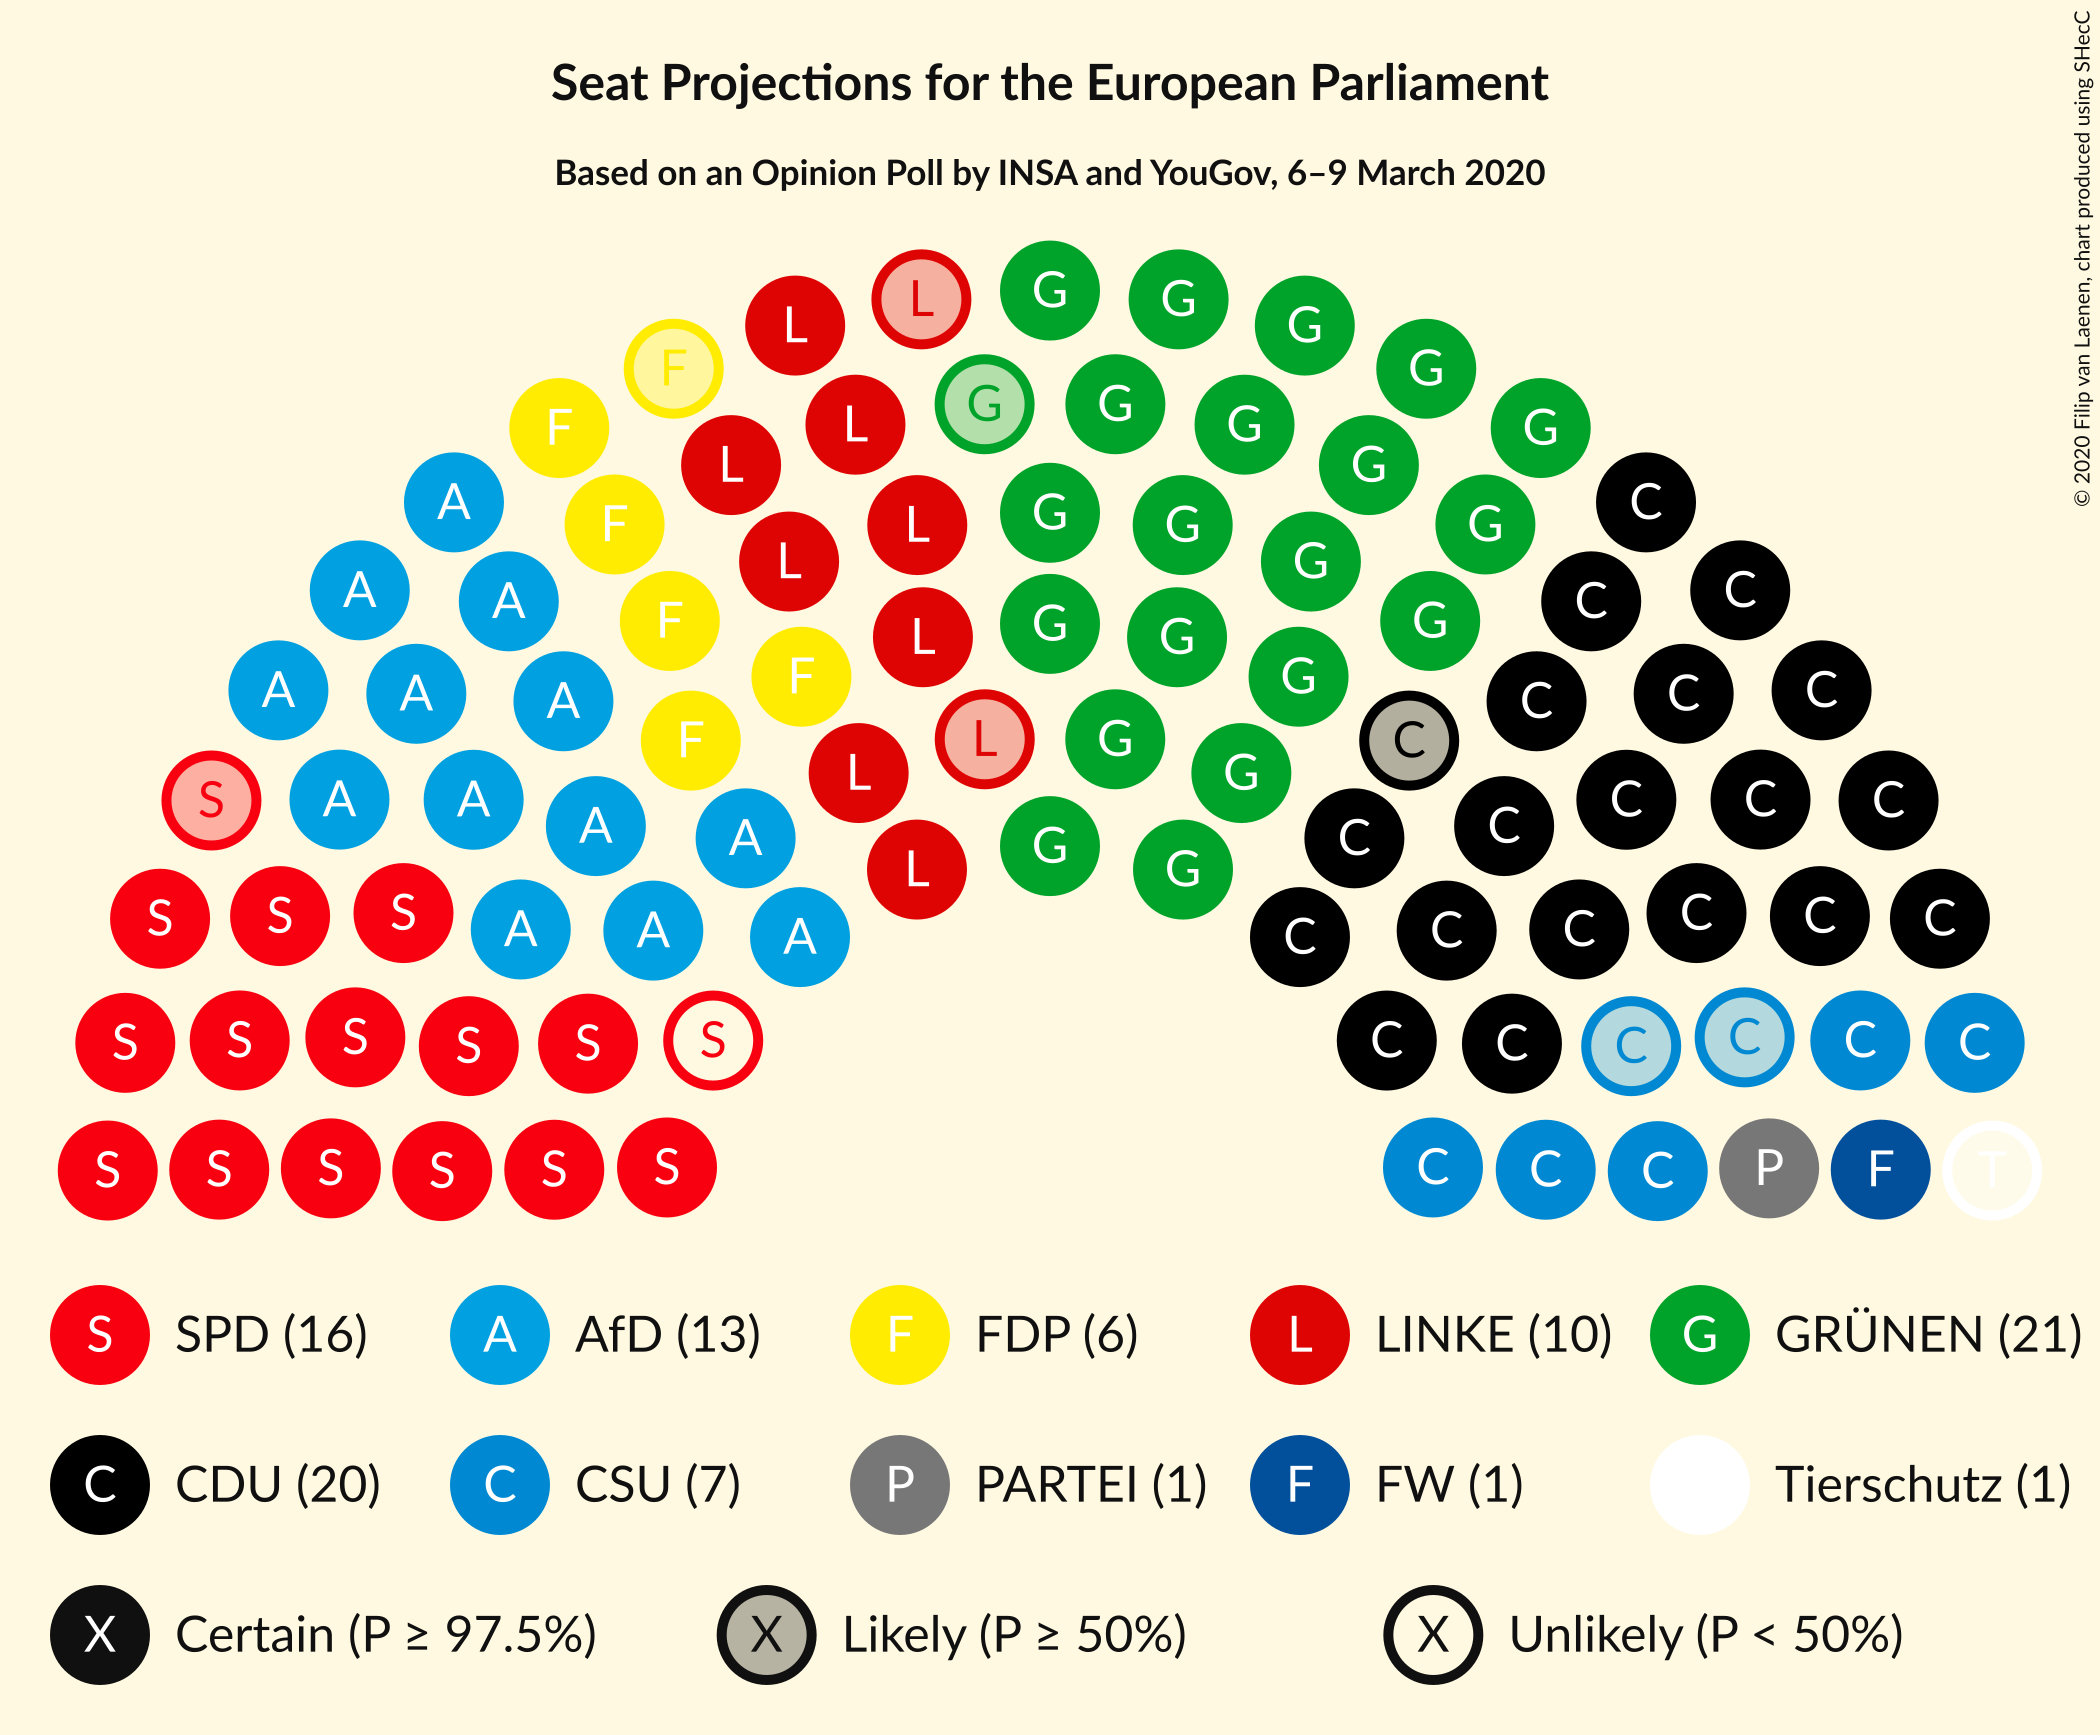 Seat Projections for the European Parliament
Based on an Opinion Poll by INSA and YouGov, 6–9 March 2020
© 2020 Filip van Laenen, chart produced using SHecC
L G G G
F L G
F L G G G G
A F L L G G G G C
A A F L G G G G C C
A A A F F L G G G C C C C
S A A A A L L G G C C C C C C
S S S A A A L G G C C C C C C
S S S S S S C C C C C C
S S S S S S C C C P F T
S SPD (16) A AfD (13) F FDP (6) L LINKE (10) G GRÜNEN (21)
C CDU (20) C CSU (7) P PARTEI (1) F FW (1) Tierschutz (1)
X Certain (P ≥ 97.5%) X Likely (P ≥ 50%) X Unlikely (P < 50%)